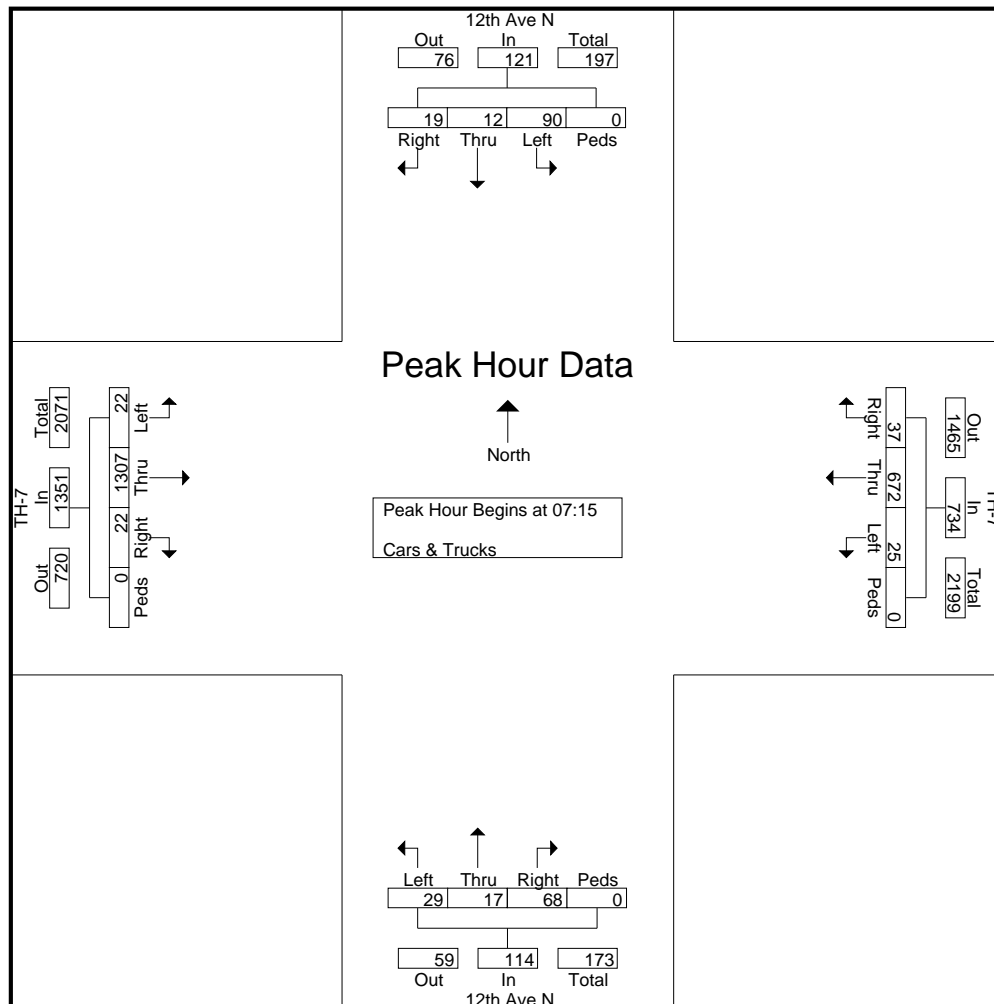 12th Ave N
Out In Total
76 121 197
19 12 90 0
Right Thru Left Peds
Peak Hour Data
North
Peak Hour Begins at 07:15
Cars & Trucks
TH-7
Out In Total
720 1351 2071
0 22 1307 22
Peds Right Thru Left
TH-7
Out In Total
1465 734 2199
37 672 25 0
Right Thru Left Peds
Left Thru Right Peds
29 17 68 0
59 114 173
Out In Total
12th Ave N